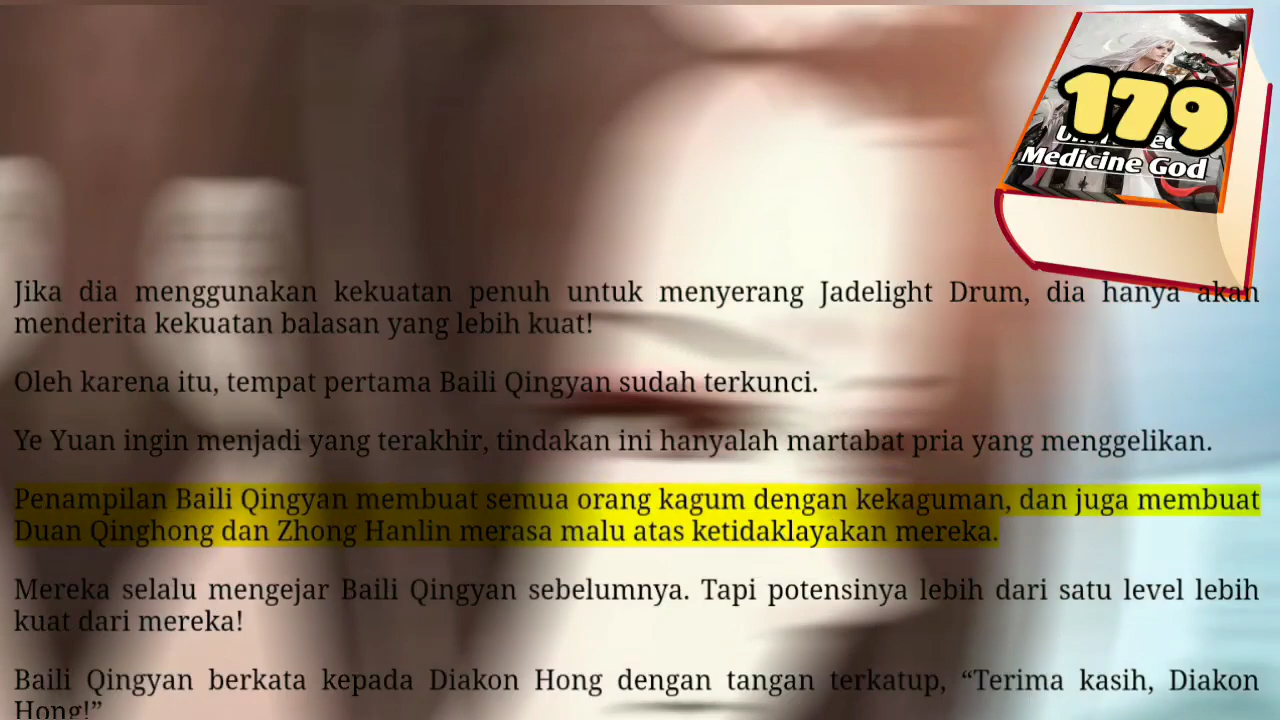 179
Medicine God
Jika dia menggunakan kekuatan penuh untuk menyerang Jadelight Drum, dia hanya akan
menderita kekuatan balasan yang lebih kuat!
Oleh karena itu, tempat pertama Baili Qingyan sudah terkunci.
Ye Yuan ingin menjadi yang terakhir, tindakan ini hanyalah martabat pria yang menggelikan.
Penampilan Baili Qingyan membuat semua orang kagum dengan kekaguman, dan juga membuat
Duan Qinghong dan Zhong Hanlin merasa malu atas ketidaklayakan mereka.
Mereka selalu mengejar Baili Qingyan sebelumnya. Tapi potensinya lebih dari satu level lebih
kuat dari mereka!
Baili Qingyan berkata kepada Diakon Hong dengan tangan terkatup, “Terima kasih, Diakon
Hong!”